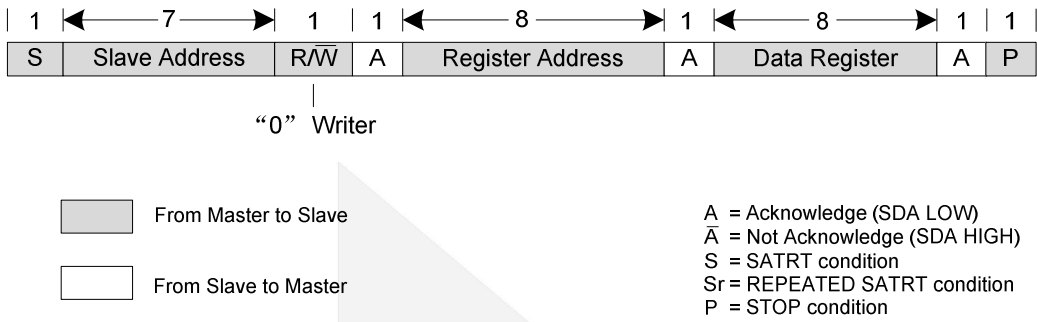 1 7 1 1 8 1 8 1 1
S Slave Address R/W̅ A Register Address A Data Register A P
“0” Writer
From Master to Slave
From Slave to Master
A = Acknowledge (SDA LOW)
A̅ = Not Acknowledge (SDA HIGH)
S = SATRT condition
Sr = REPEATED SATRT condition
P = STOP condition